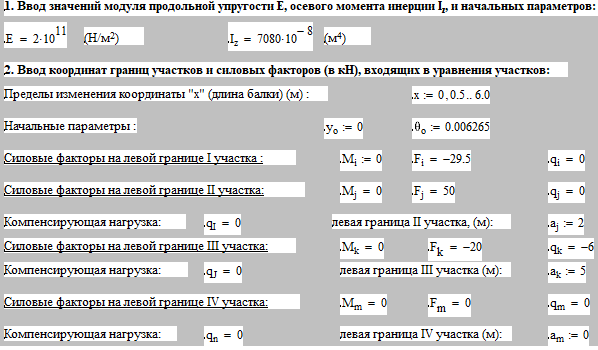 1. Ввод значений модуля продольной упругости E, осевого момента инерции Iz, и начальных параметров:
E = 2·10^11 (Н/м²) Iz = 7080·10^-8 (м⁴)
2. Ввод координат границ участков и силовых факторов (в кН), входящих в уравнения участков:
Пределы изменения координаты "x" (длина балки) (м) : x := 0,0.5.. 6.0
Начальные параметры : yo := 0 θo := 0.006265
Силовые факторы на левой границе I участка : Mi := 0 Fi = -29.5 qi = 0
Силовые факторы на левой границе II участка: Mj = 0 Fj = 50 qj = 0
Компенсирующая нагрузка: qI = 0 левая граница II участка, (м): aj := 2
Силовые факторы на левой границе III участка: Mk = 0 Fk = -20 qk = -6
Компенсирующая нагрузка: qJ = 0 левая граница III участка (м): ak := 5
Силовые факторы на левой границе IV участка: Mm = 0 Fm = 0 qm = 0
Компенсирующая нагрузка: qn = 0 левая граница IV участка (м): am := 0